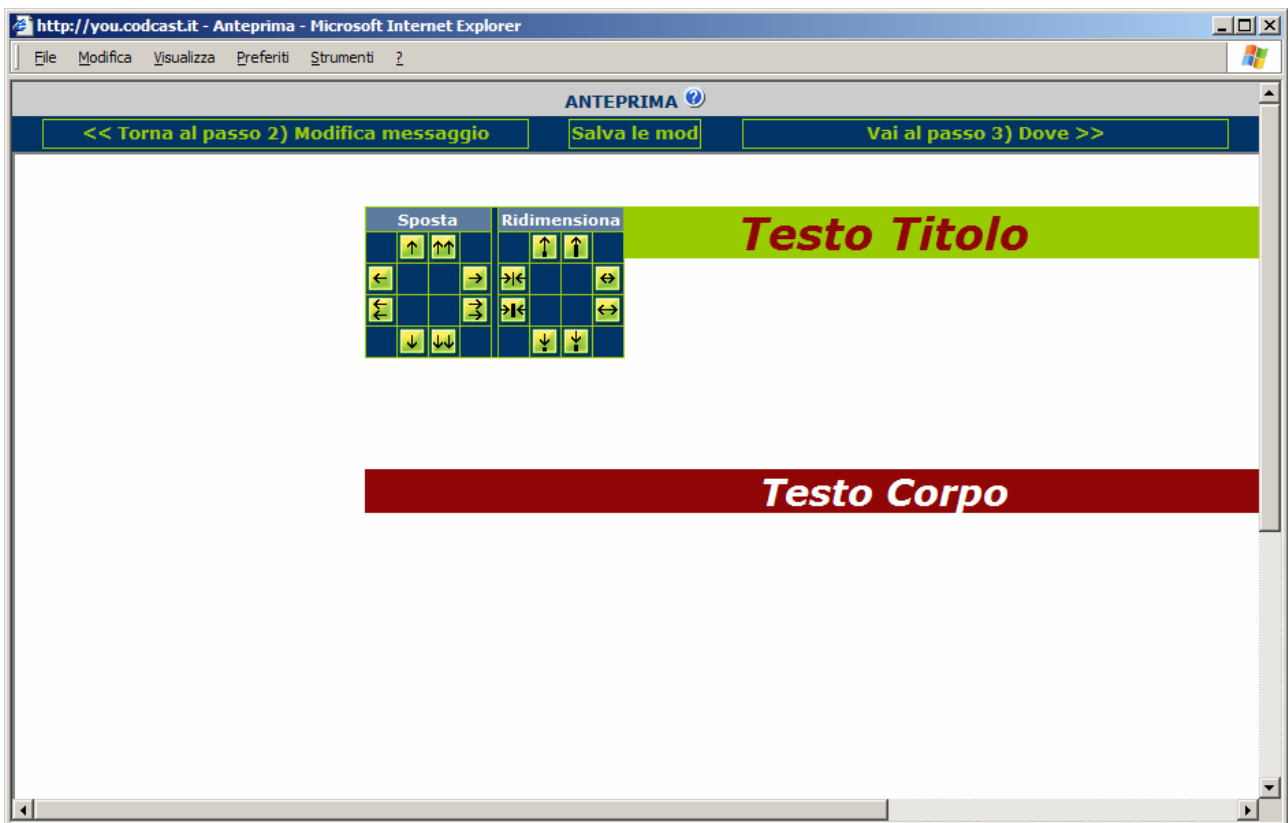 http://you.codcast.it - Anteprima - Microsoft Internet Explorer
File Modifica Visualizza Preferiti Strumenti ?
ANTEPRIMA ?
<< Torna al passo 2) Modifica messaggio Salva le mod Vai al passo 3) Dove >>
Sposta Ridimensiona Testo Titolo
Testo Corpo